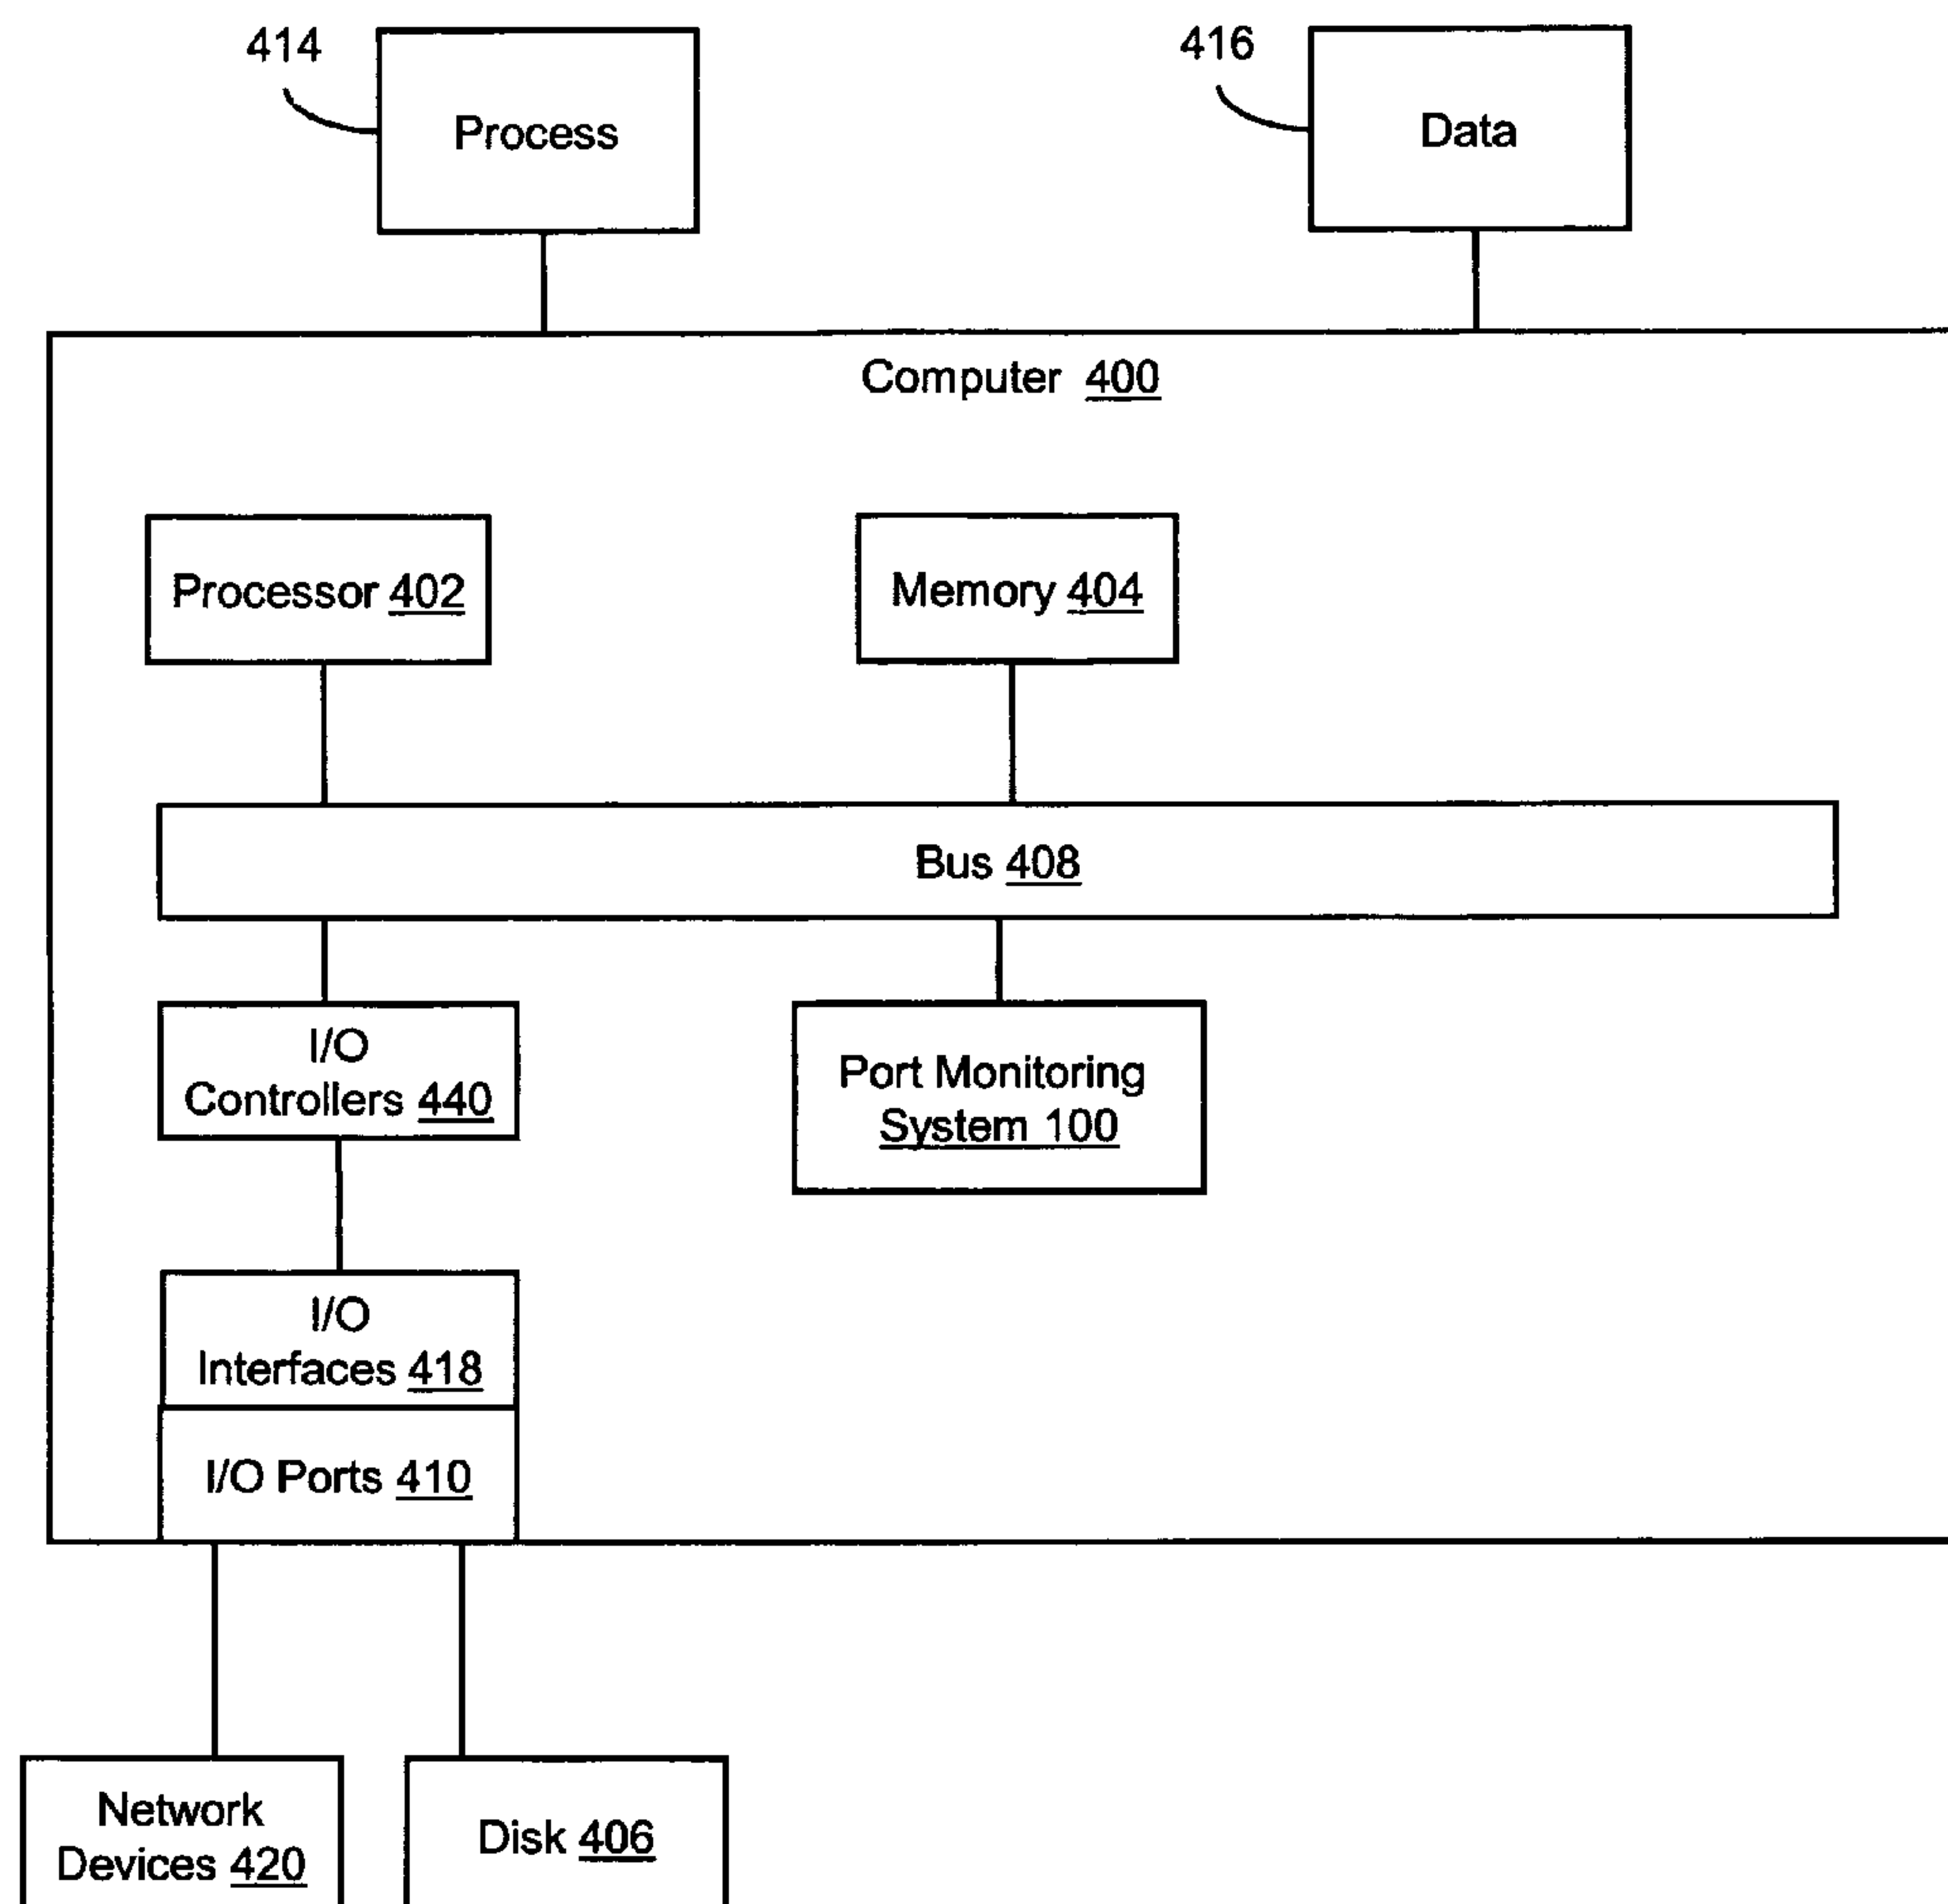 414
Process
416
Data
Computer 400
Processor 402
Memory 404
Bus 408
I/O
Controllers 440
Port Monitoring
System 100
I/O
Interfaces 418
I/O Ports 410
Network
Devices 420
Disk 406